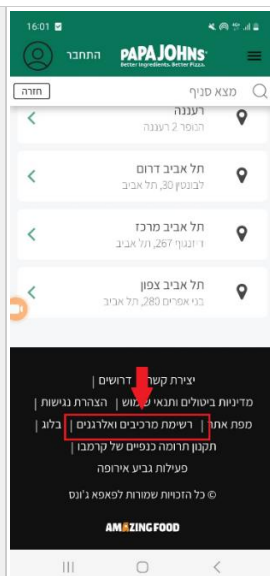 16:01
התחבר
PAPA JOHNS
Better Ingredients. Better Pizza.
מצא סניף
חזרה
רעננה
הנופר 2 רעננה
תל אביב דרום
לבונטין 30, תל אביב
תל אביב מרכז
דיזנגוף 267, תל אביב
תל אביב צפון
בני אפרים 280, תל אביב
יצירת קשר | דרושים |
מדיניות ביטולים ותנאי שימוש | הצהרת נגישות |
מפת אתר | רשימת מרכיבים ואלרגנים | בלוג |
תקנון תרומה כנפיים של קרמבו |
פעילות גביע אירופה
© כל הזכויות שמורות לפאפא ג'ונס
AMAZING FOOD